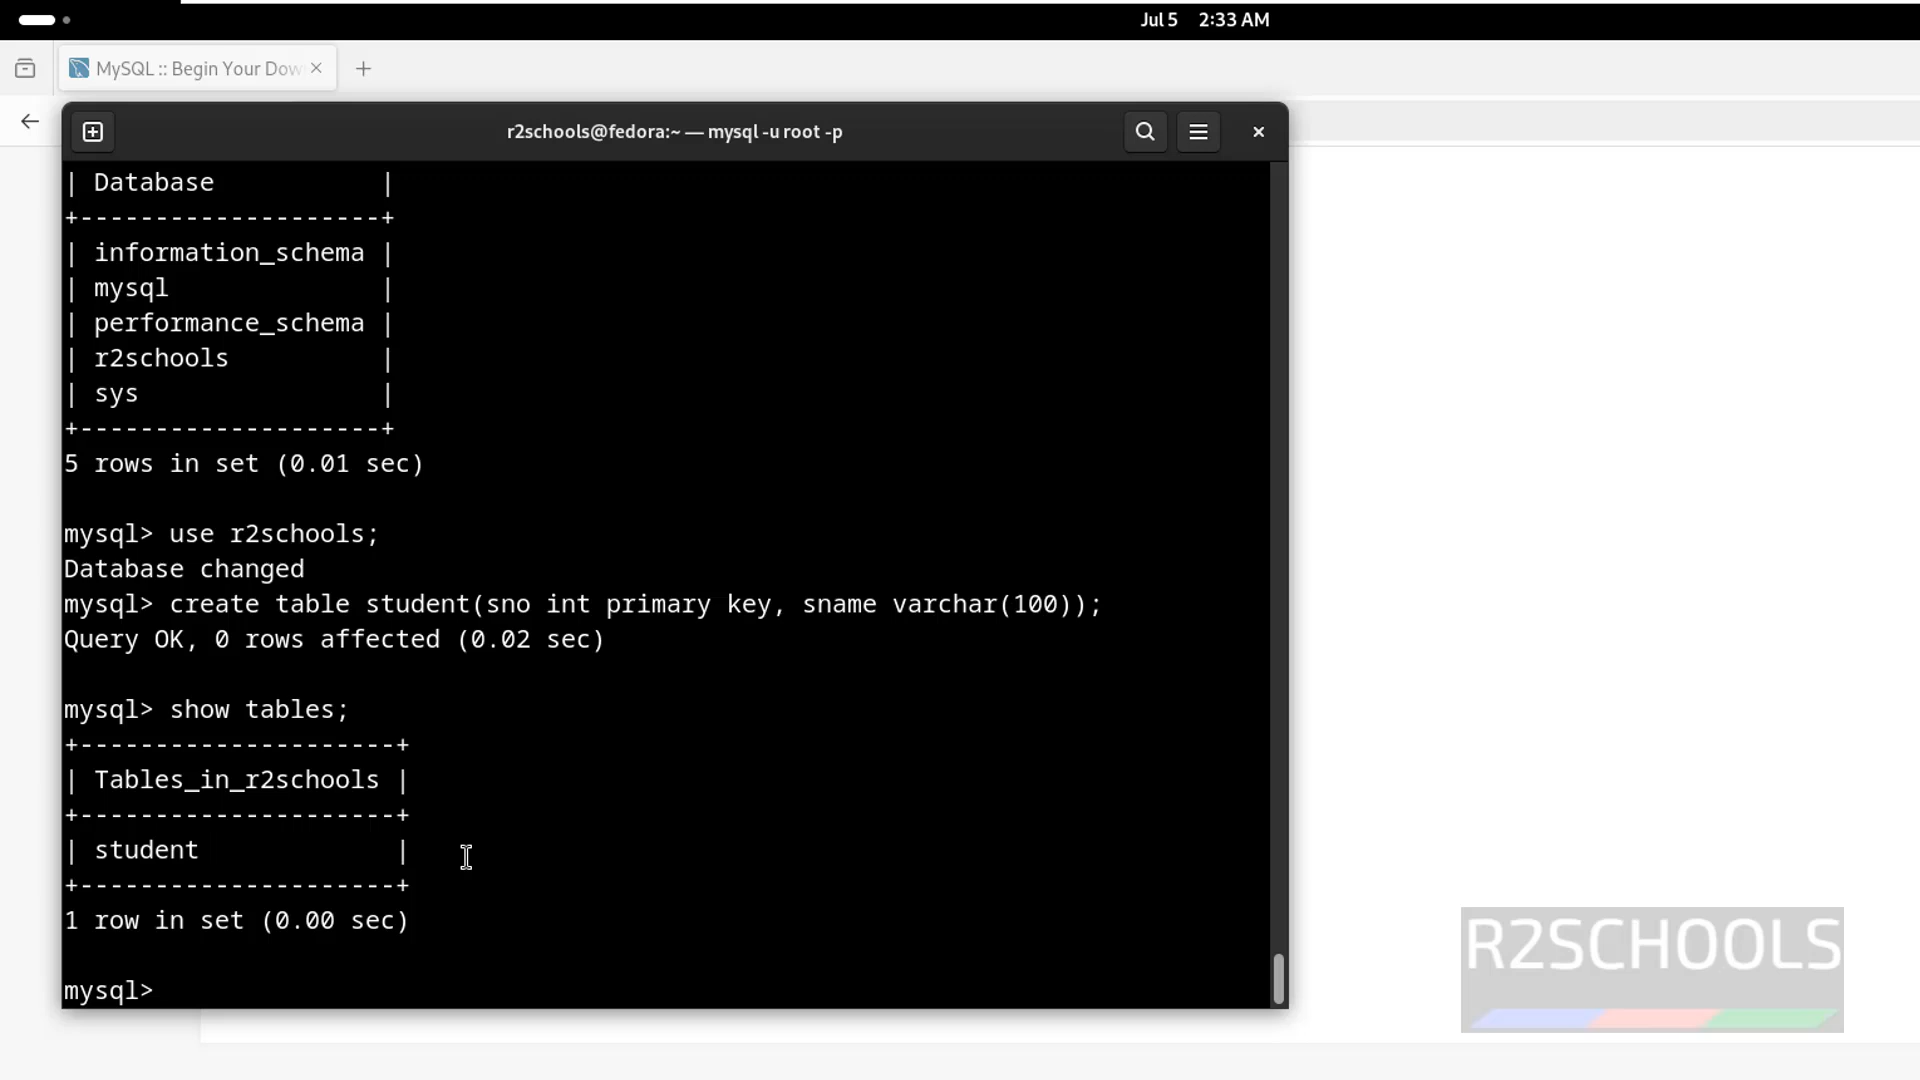 Jul 5 2:33 AM
MySQL :: Begin Your Dow
r2schools@fedora:~ — mysql -u root -p
| Database           |
+--------------------+
| information_schema |
| mysql              |
| performance_schema |
| r2schools          |
| sys                |
+--------------------+
5 rows in set (0.01 sec)
mysql> use r2schools;
Database changed
mysql> create table student(sno int primary key, sname varchar(100));
Query OK, 0 rows affected (0.02 sec)
mysql> show tables;
+---------------------+
| Tables_in_r2schools |
+---------------------+
| student             |
+---------------------+
1 row in set (0.00 sec)
mysql>
R2SCHOOLS